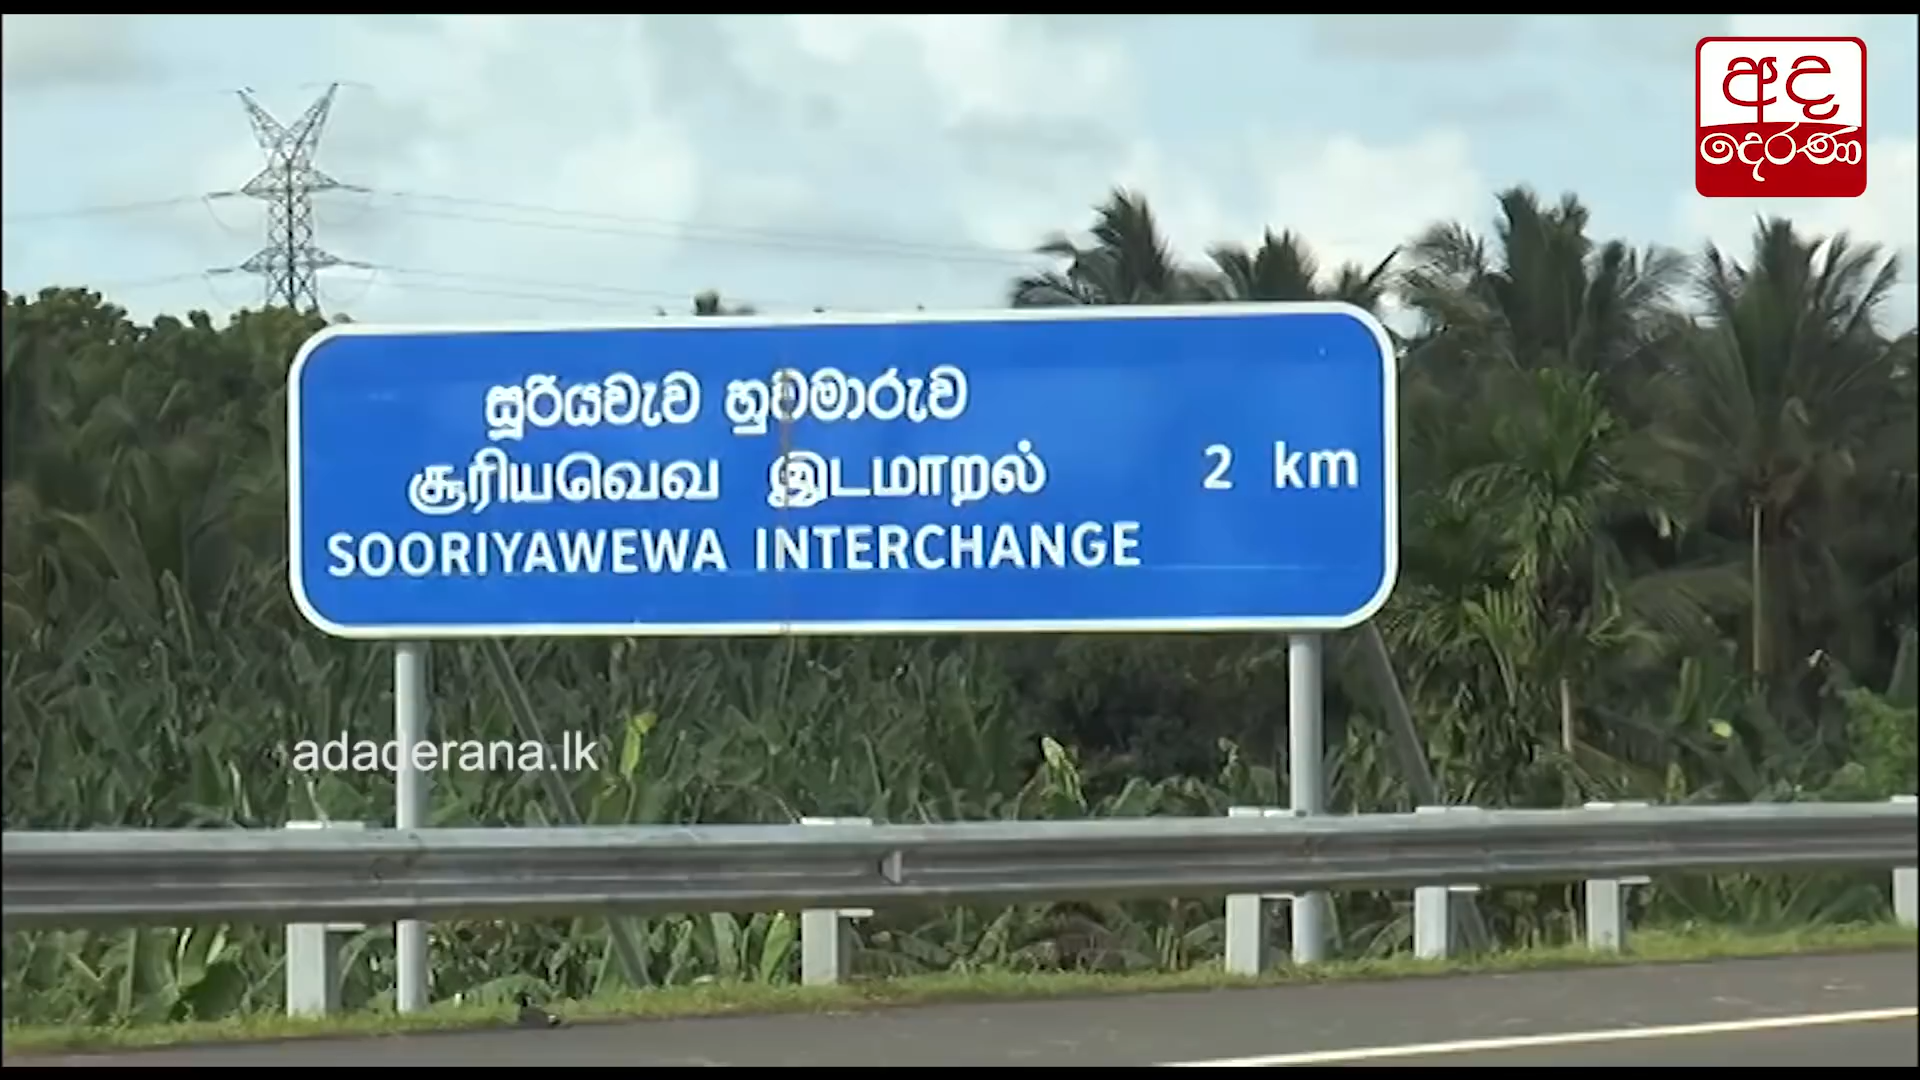 අද
දෙරණ
සූරියවැව හුවමාරුව
சூரியவெவ இடமாறல்
2 km
SOORIYAWEWA INTERCHANGE
adaderana.lk